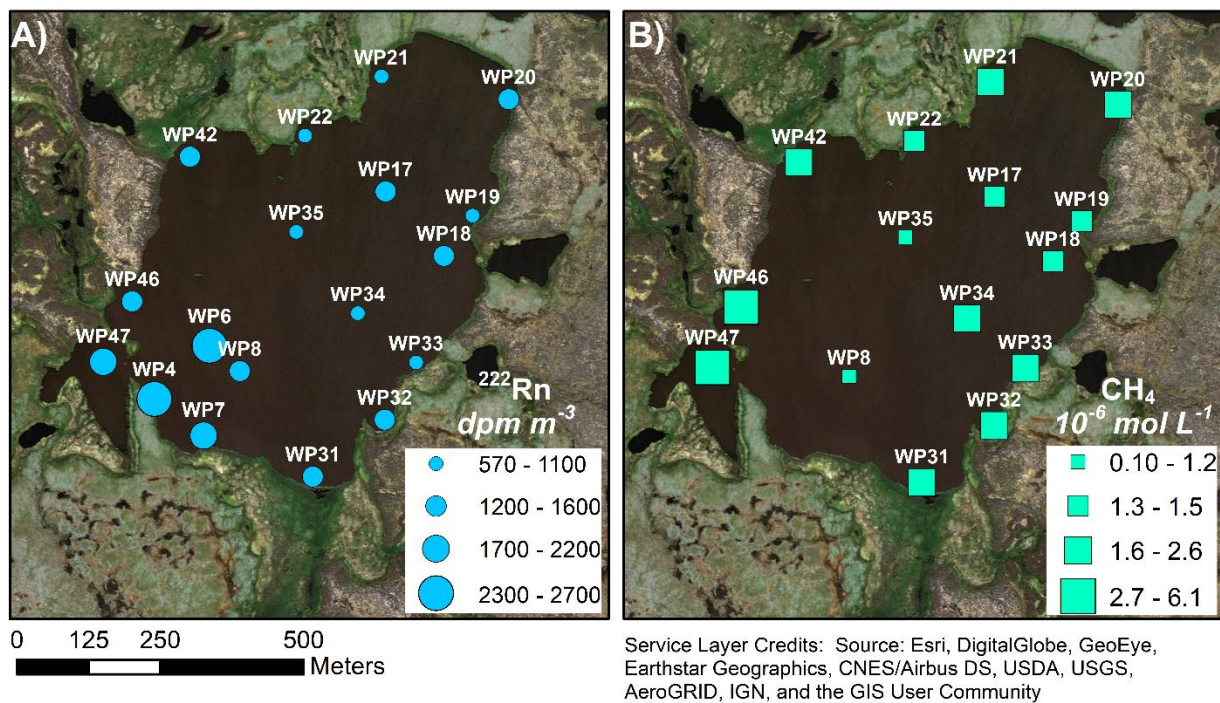 A)
WP21
WP20
WP22
WP42
WP17
WP19
WP35
WP18
WP46
WP34
WP6
WP47
WP8
WP33
WP4
WP32
WP7
WP31
²²²Rn
dpm m⁻³
570 - 1100
1200 - 1600
1700 - 2200
2300 - 2700
0 125 250 500
Meters
B)
WP21
WP20
WP22
WP42
WP17
WP19
WP35
WP18
WP46
WP34
WP47
WP8
WP33
WP32
WP31
CH₄
10⁻⁶ mol L⁻¹
0.10 - 1.2
1.3 - 1.5
1.6 - 2.6
2.7 - 6.1
Service Layer Credits: Source: Esri, DigitalGlobe, GeoEye,
Earthstar Geographics, CNES/Airbus DS, USDA, USGS,
AeroGRID, IGN, and the GIS User Community